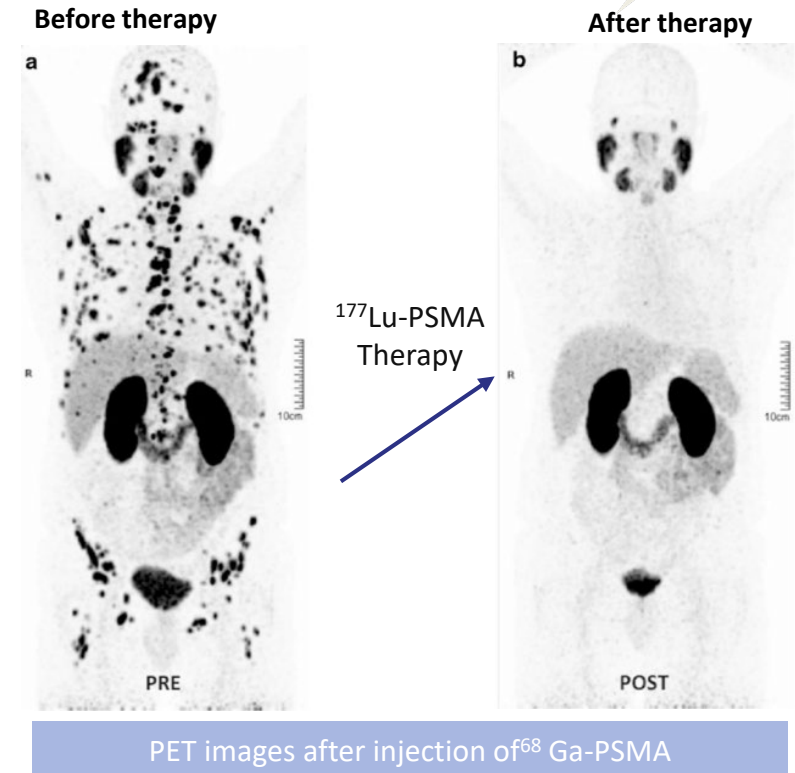 Before therapy
After therapy
a
b
¹⁷⁷Lu-PSMA
Therapy
R
10cm
R
10cm
PRE
POST
PET images after injection of⁶⁸ Ga-PSMA